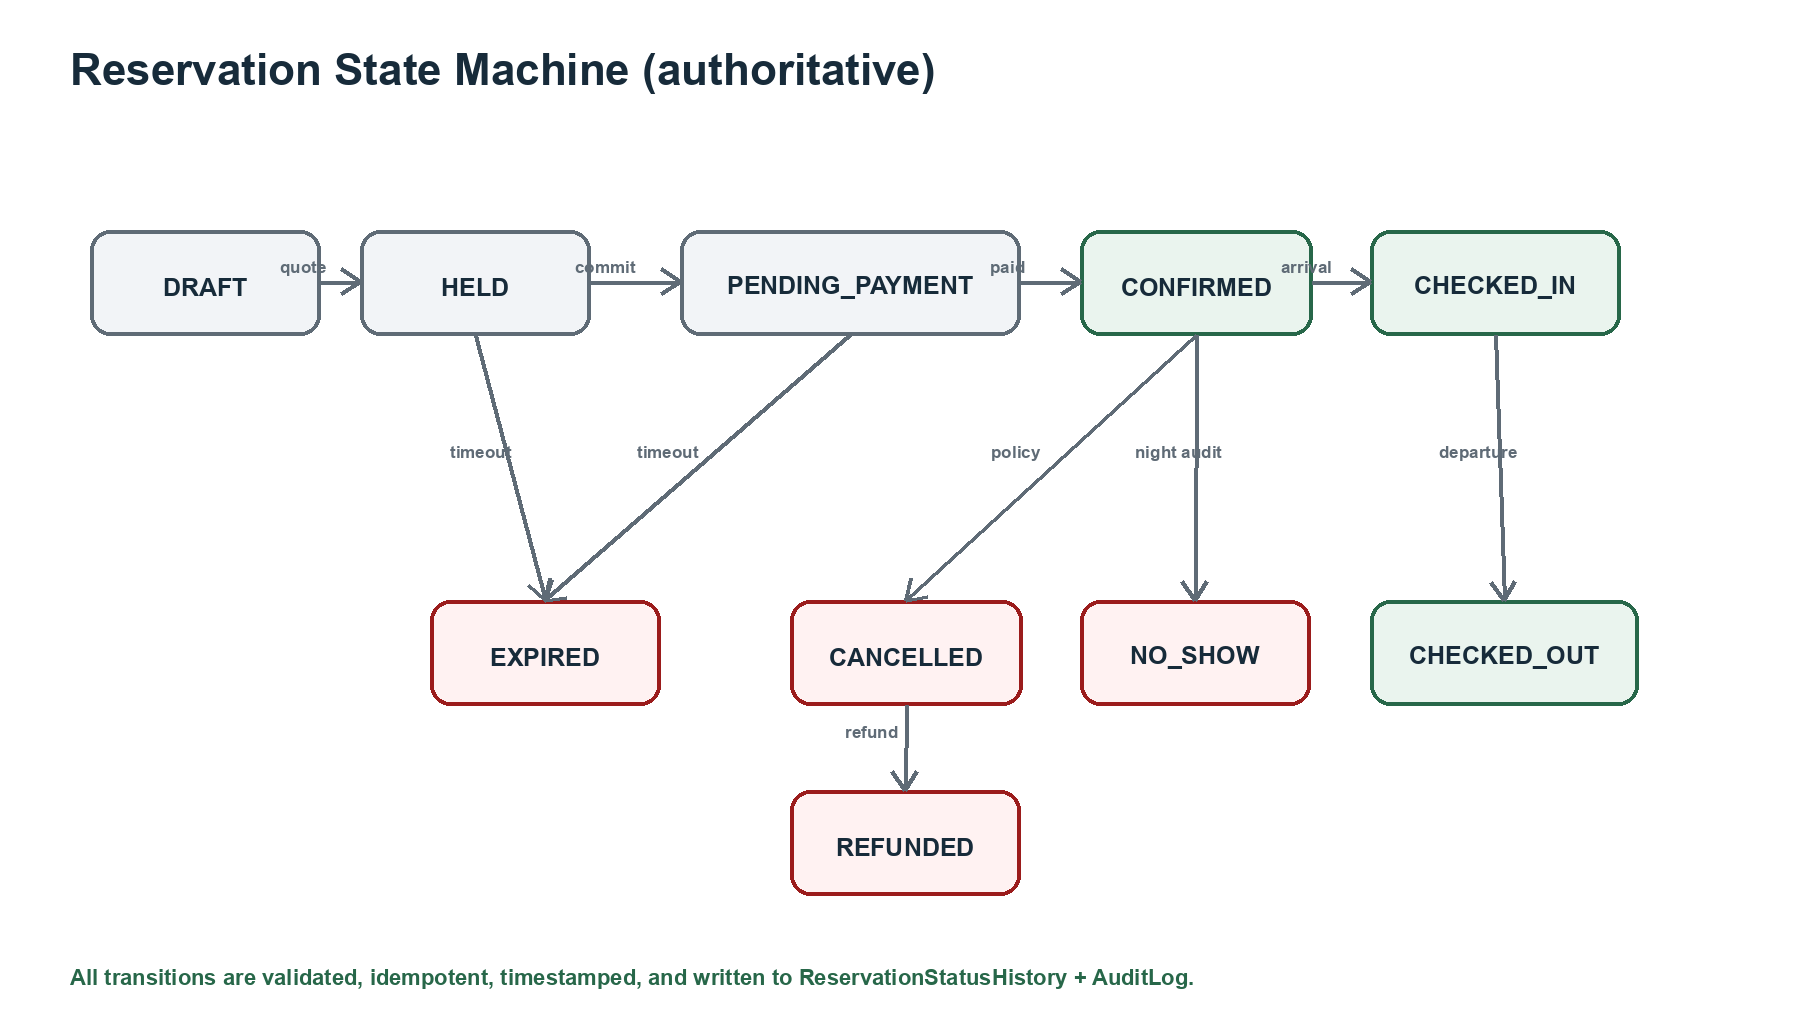 Reservation State Machine (authoritative)
DRAFT
quote
HELD
commit
PENDING_PAYMENT
paid
CONFIRMED
arrival
CHECKED_IN
timeout
timeout
policy
night audit
departure
EXPIRED
CANCELLED
NO_SHOW
CHECKED_OUT
refund
REFUNDED
All transitions are validated, idempotent, timestamped, and written to ReservationStatusHistory + AuditLog.